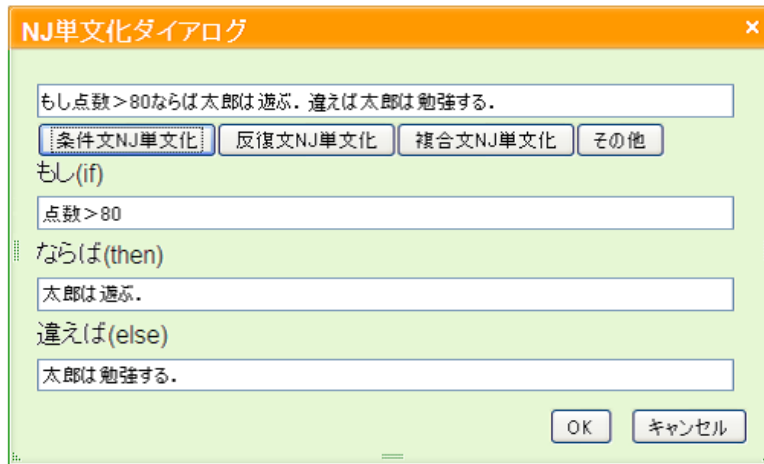 NJ単文化ダイアログ ×
もし点数＞80ならば太郎は遊ぶ．違えば太郎は勉強する．
条件文NJ単文化 反復文NJ単文化 複合文NJ単文化 その他
もし(if)
点数＞80
ならば(then)
太郎は遊ぶ．
違えば(else)
太郎は勉強する．
OK キャンセル